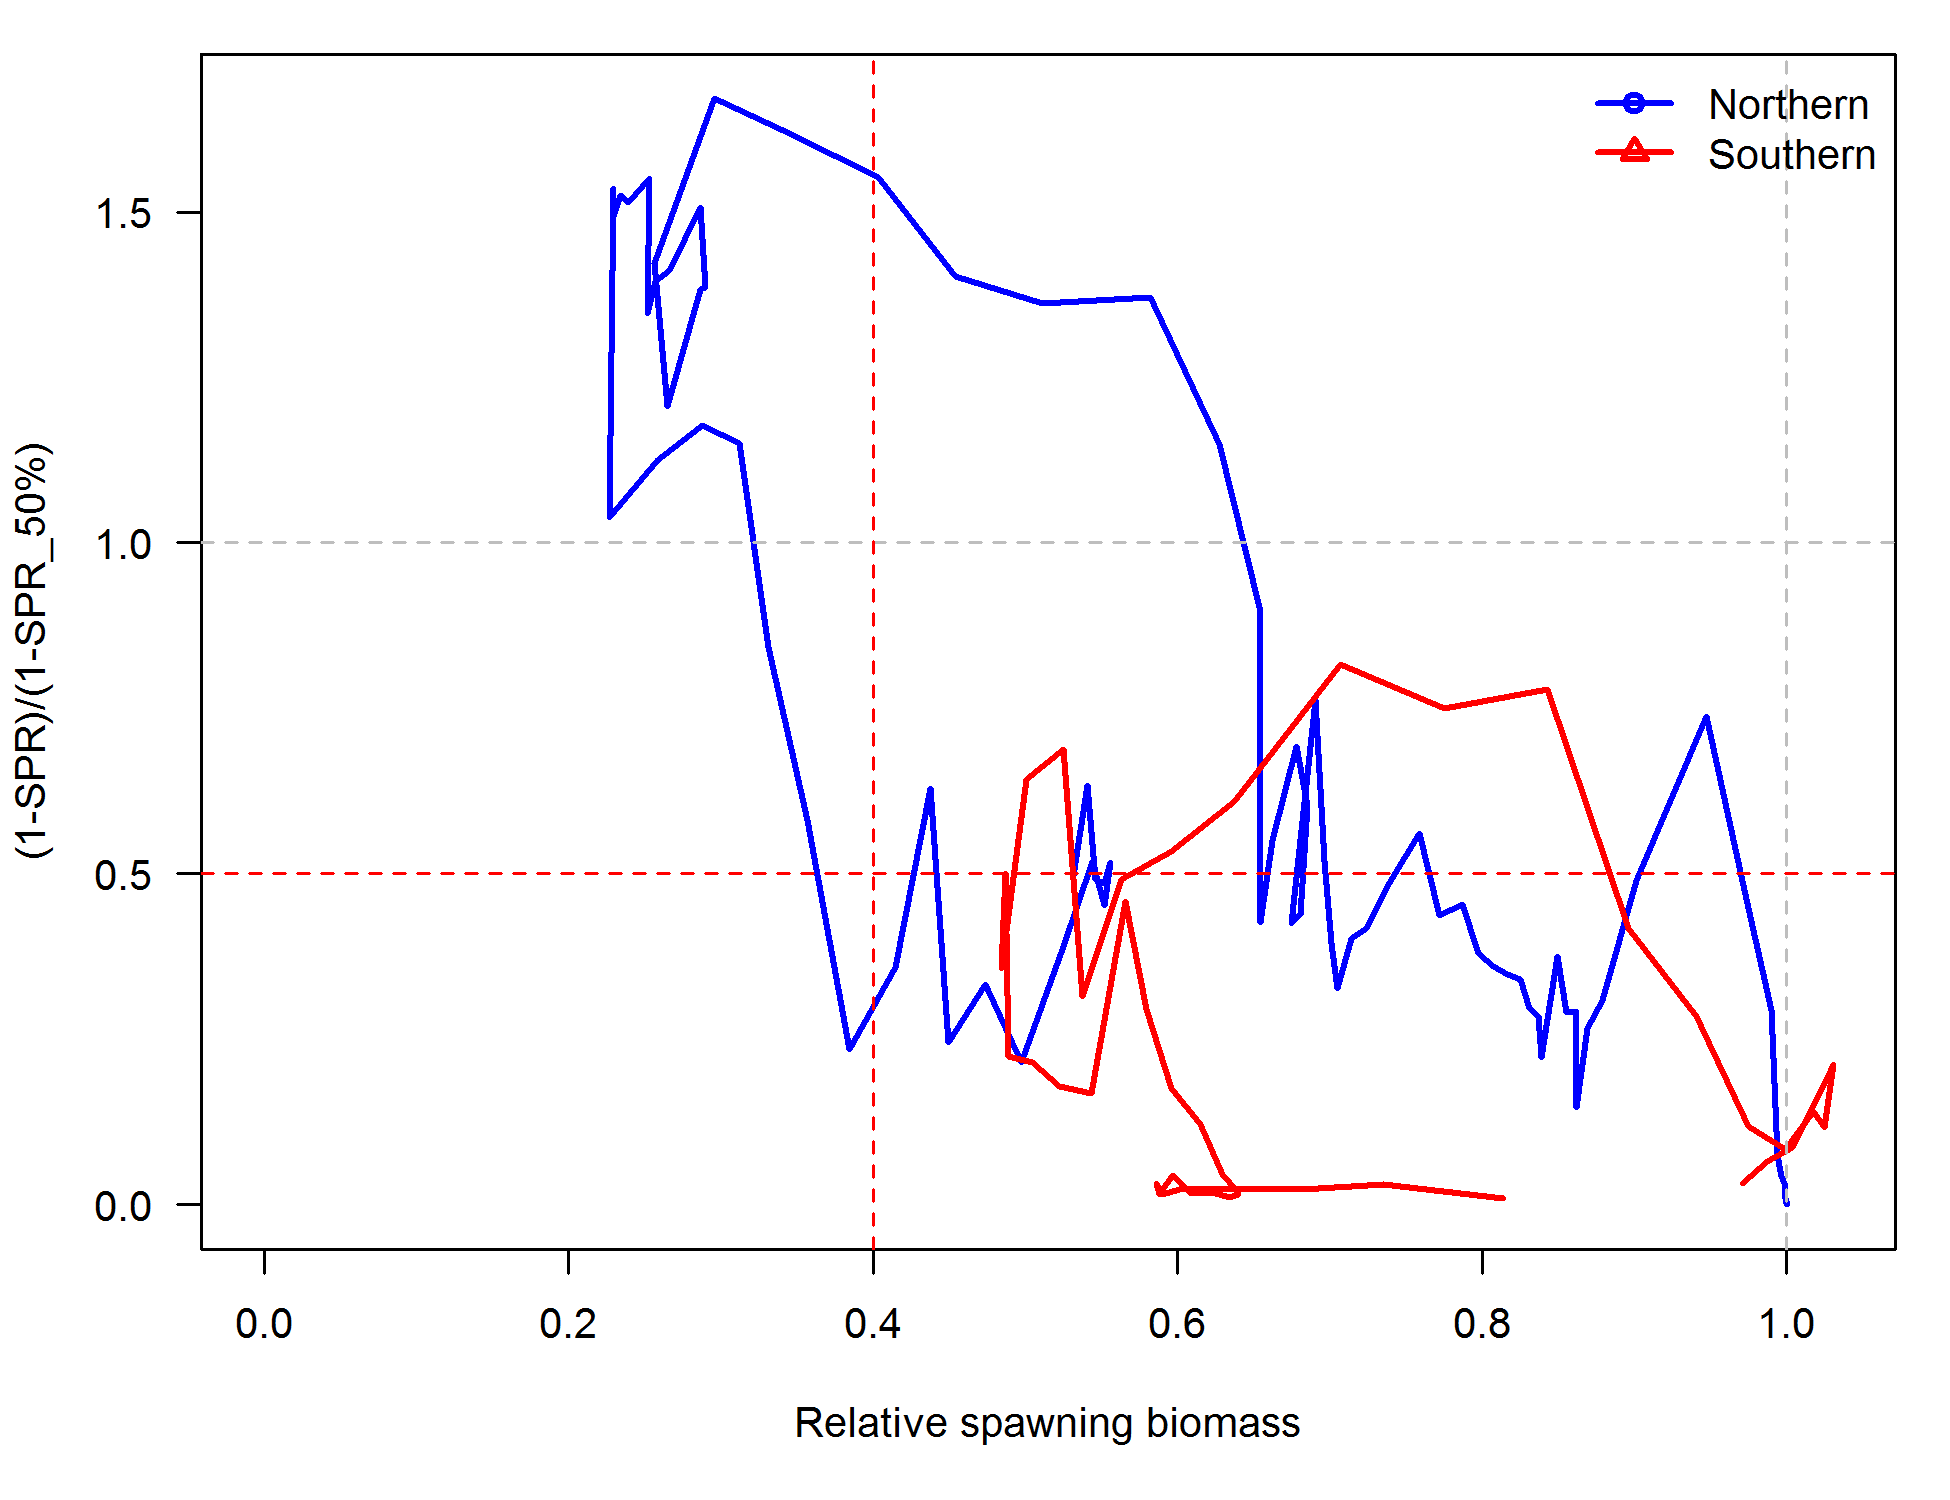 Northern
Southern
1.5
1.0
0.5
0.0
(1-SPR)/(1-SPR_50%)
0.0 0.2 0.4 0.6 0.8 1.0
Relative spawning biomass